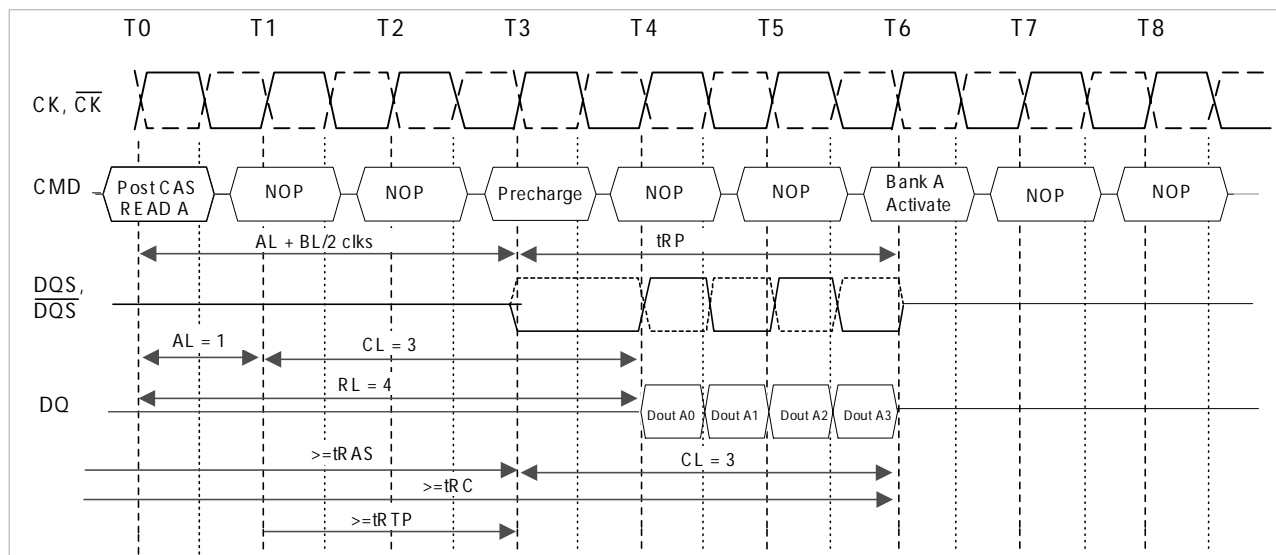 T0 T1 T2 T3 T4 T5 T6 T7 T8
CK, CK
CMD Post CAS READ A NOP NOP Precharge NOP NOP Bank A Activate NOP NOP
AL + BL/2 clks tRP
DQS,
DQS
AL = 1 CL = 3
RL = 4
DQ Dout A0 Dout A1 Dout A2 Dout A3
>=tRAS CL = 3
>=tRC
>=tRTP